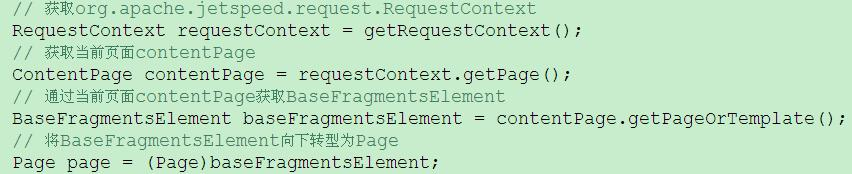 // 获取org.apache.jetspeed.request.RequestContext
RequestContext requestContext = getRequestContext();
// 获取当前页面contentPage
ContentPage contentPage = requestContext.getPage();
// 通过当前页面contentPage获取BaseFragmentsElement
BaseFragmentsElement baseFragmentsElement = contentPage.getPageOrTemplate();
// 将BaseFragmentsElement向下转型为Page
Page page = (Page)baseFragmentsElement;